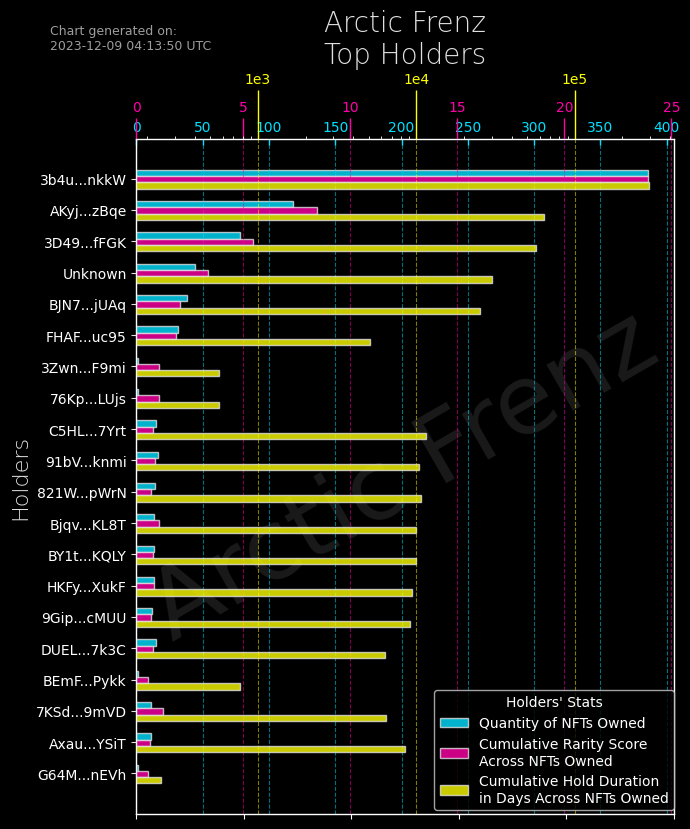 Chart generated on:
2023-12-09 04:13:50 UTC
Arctic Frenz
Top Holders
1e3 1e4 1e5
0 5 10 15 20 25
0 50 100 150 200 250 300 350 400
Holders
3b4u...nkkW
AKyj...zBqe
3D49...fFGK
Unknown
BJN7...jUAq
FHAF...uc95
3Zwn...F9mi
76Kp...LUjs
C5HL...7Yrt
91bV...knmi
821W...pWrN
Bjqv...KL8T
BY1t...KQLY
HKFy...XukF
9Gip...cMUU
DUEL...7k3C
BEmF...Pykk
7KSd...9mVD
Axau...YSiT
G64M...nEVh
Arctic Frenz
Holders' Stats
Quantity of NFTs Owned
Cumulative Rarity Score
Across NFTs Owned
Cumulative Hold Duration
in Days Across NFTs Owned